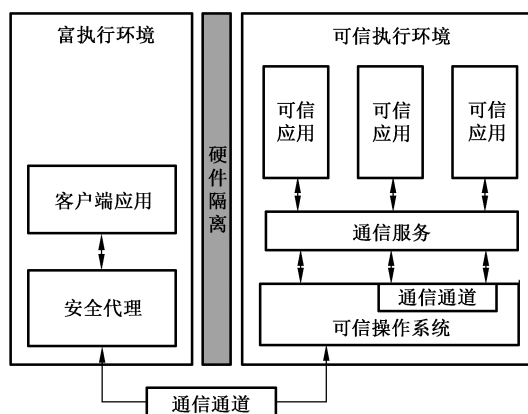 富执行环境
可信执行环境
可信
应用
可信
应用
可信
应用
硬
件
隔
离
客户端应用
通信服务
安全代理
通信通道
可信操作系统
通信通道